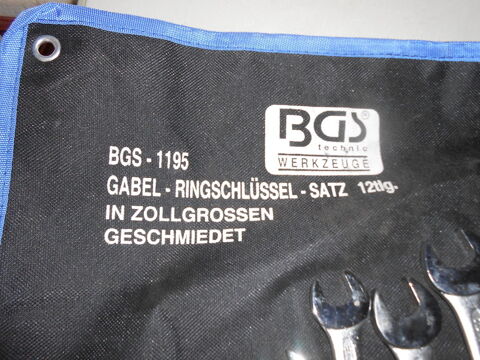 BGS®
technic
WERKZEUGE
BGS - 1195
GABEL - RINGSCHLÜSSEL - SATZ 12tlg.
IN ZOLLGROSSEN
GESCHMIEDET